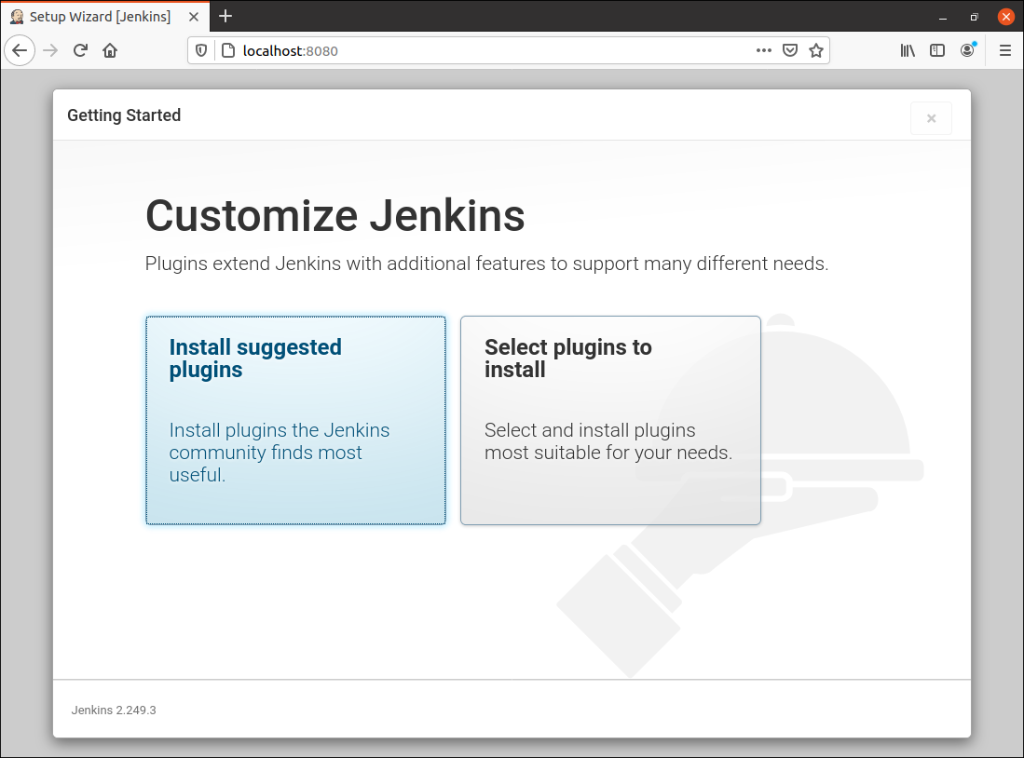 Setup Wizard [Jenkins]
localhost:8080
Getting Started
Customize Jenkins
Plugins extend Jenkins with additional features to support many different needs.
Install suggested
plugins
Install plugins the Jenkins
community finds most
useful.
Select plugins to
install
Select and install plugins
most suitable for your needs.
Jenkins 2.249.3